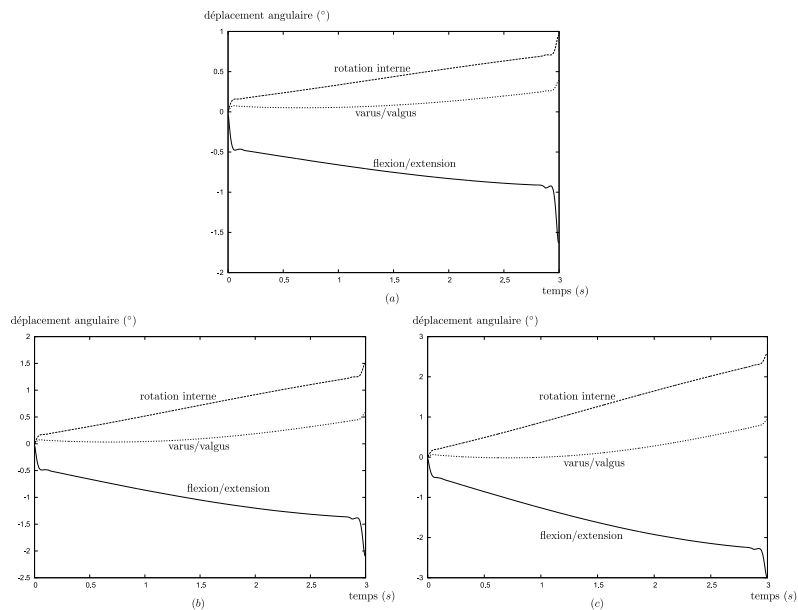 déplacement angulaire (°)
1
0.5
0
-0.5
-1
-1.5
-2
rotation interne
varus/valgus
flexion/extension
0 0.5 1 1.5 2 2.5 3
temps (s)
(a)
déplacement angulaire (°)
2
1.5
1
0.5
0
-0.5
-1
-1.5
-2
-2.5
rotation interne
varus/valgus
flexion/extension
0 0.5 1 1.5 2 2.5 3
temps (s)
(b)
déplacement angulaire (°)
3
2
1
0
-1
-2
-3
rotation interne
varus/valgus
flexion/extension
0 0.5 1 1.5 2 2.5 3
temps (s)
(c)